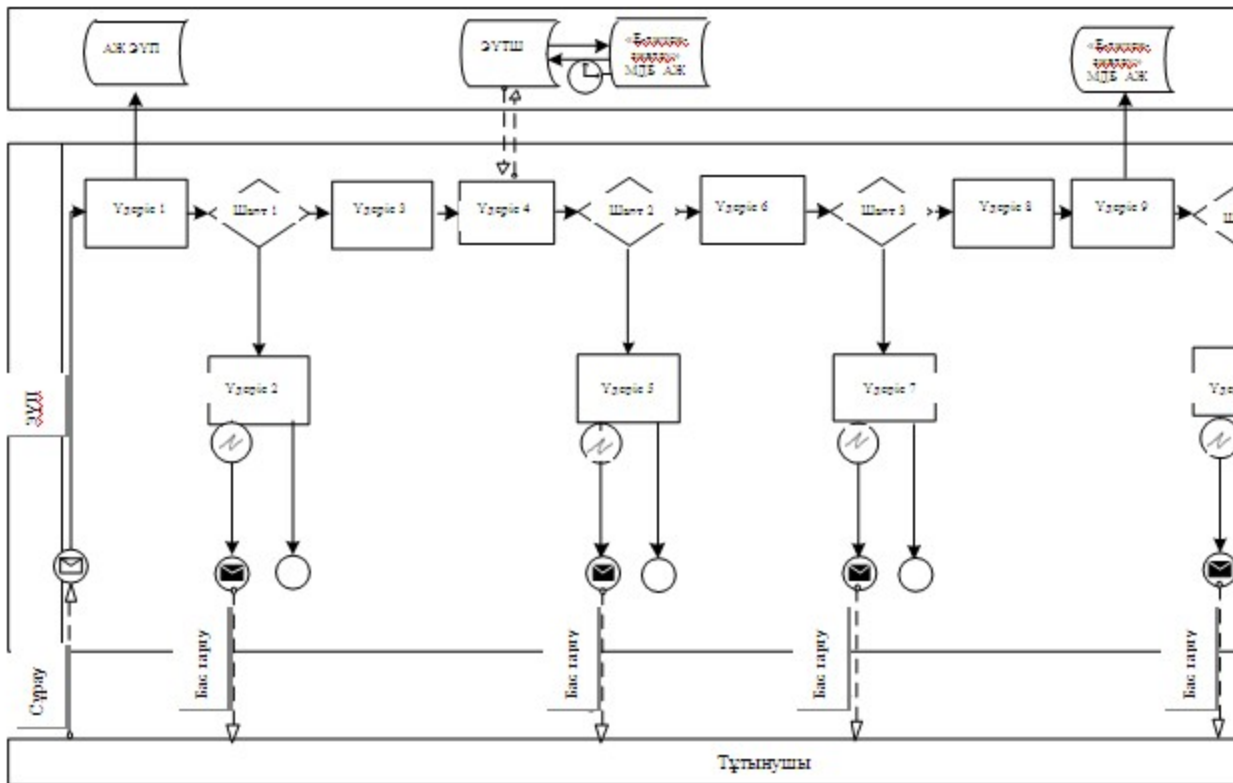 АЖ ЭҮП
ЭҮТШ
МДБ АЖ
МДБ АЖ
Үдеріс 1
Шарт 1
Үдеріс 3
Үдеріс 4
Шарт 2
Үдеріс 6
Шарт 3
Үдеріс 8
Үдеріс 9
Ш
Үдеріс 2
Үдеріс 5
Үдеріс 7
Үде
ЭҮП
Сұрау
Бас тарту
Бас тарту
Бас тарту
Бас тарту
Тұтынушы